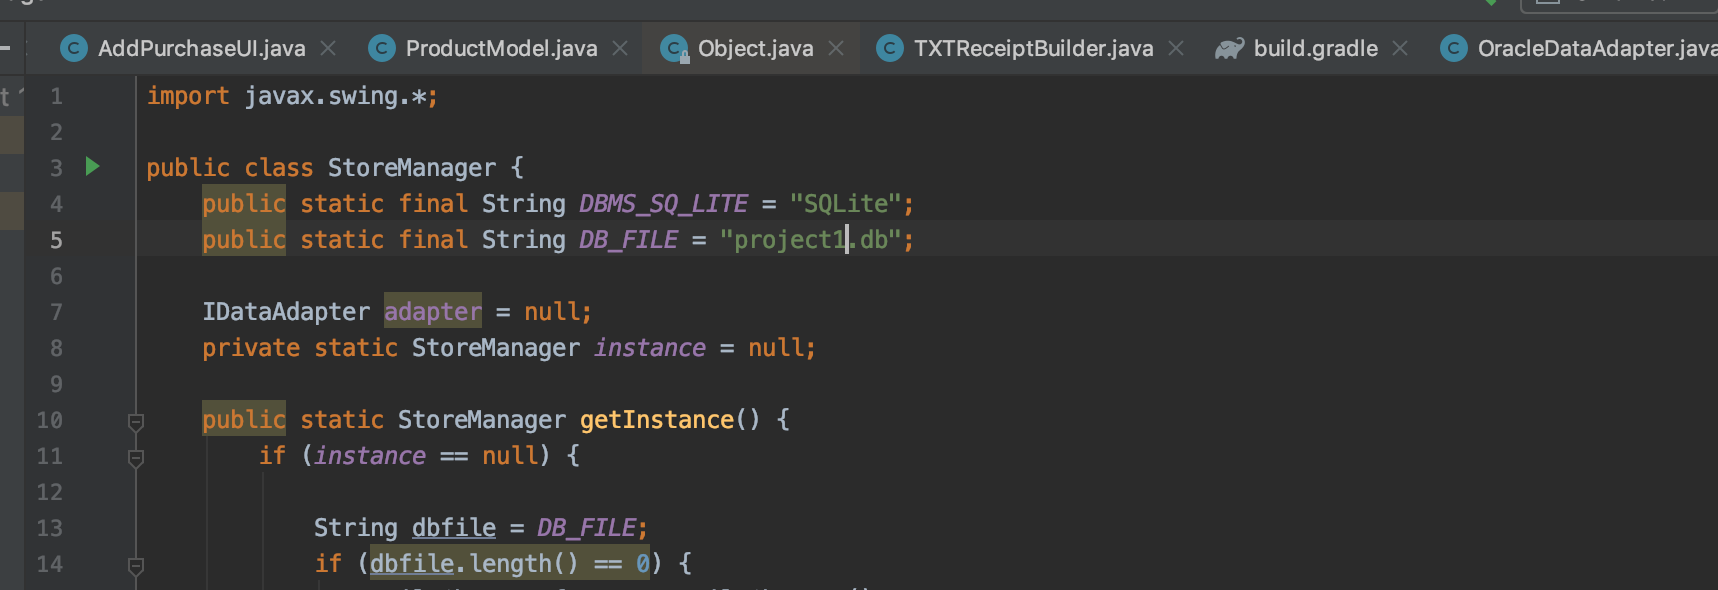 AddPurchaseUI.java ProductModel.java Object.java TXTReceiptBuilder.java build.gradle OracleDataAdapter.java
1 import javax.swing.*;
2
3 public class StoreManager {
4 public static final String DBMS_SQ_LITE = "SQLite";
5 public static final String DB_FILE = "project1.db";
6
7 IDataAdapter adapter = null;
8 private static StoreManager instance = null;
9
10 public static StoreManager getInstance() {
11 if (instance == null) {
12
13 String dbfile = DB_FILE;
14 if (dbfile.length() == 0) {